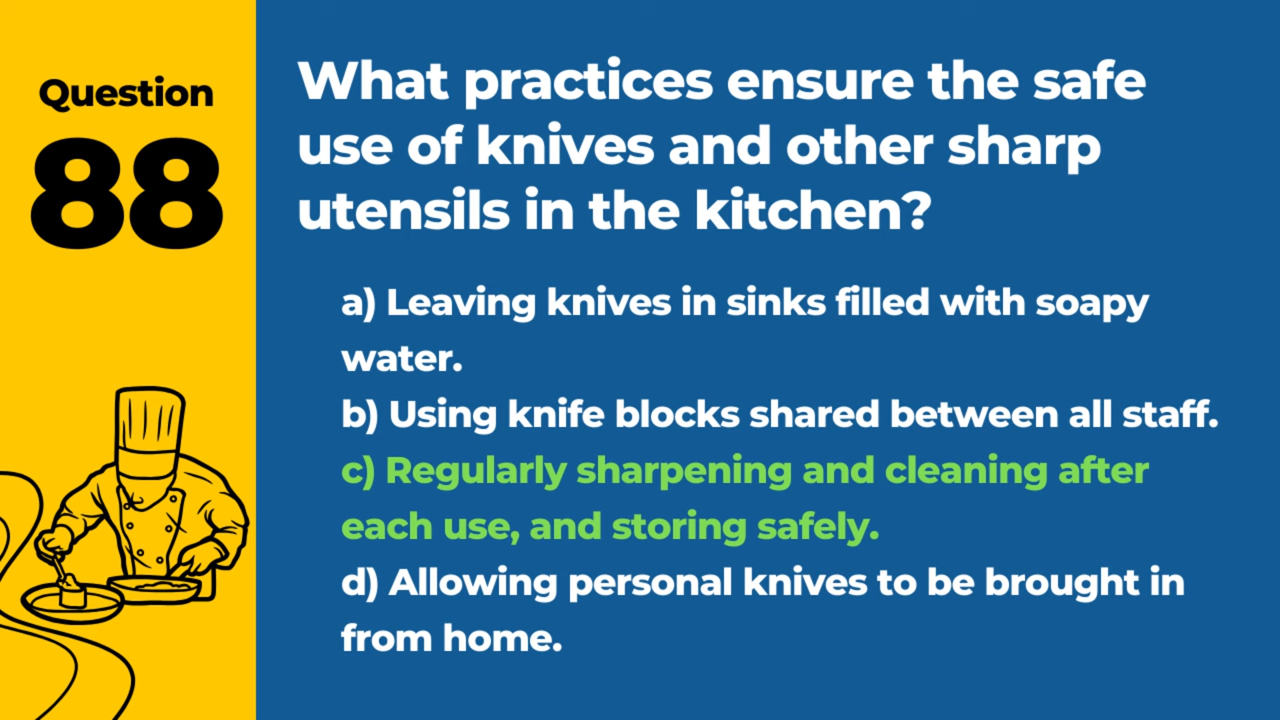 Question
88
What practices ensure the safe
use of knives and other sharp
utensils in the kitchen?
a) Leaving knives in sinks filled with soapy
water.
b) Using knife blocks shared between all staff.
c) Regularly sharpening and cleaning after
each use, and storing safely.
d) Allowing personal knives to be brought in
from home.